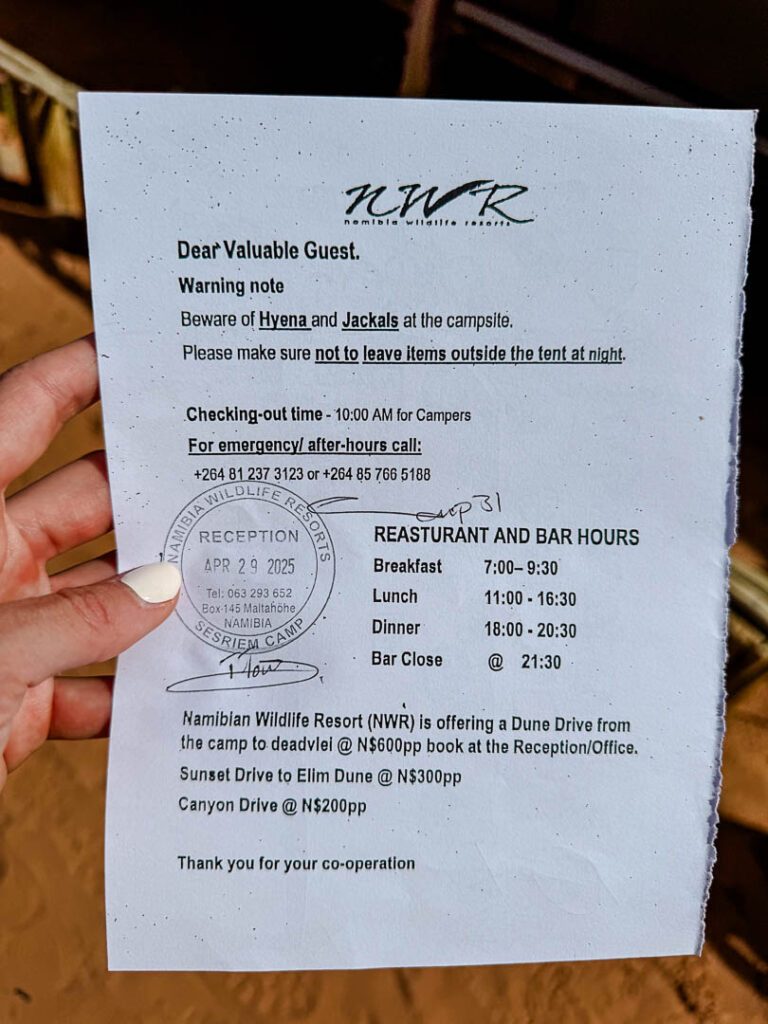 NWR
namibia wildlife resorts
Dear Valuable Guest.
Warning note
Beware of Hyena and Jackals at the campsite.
Please make sure not to leave items outside the tent at night.
Checking-out time - 10:00 AM for Campers
For emergency/ after-hours call:
+264 81 237 3123 or +264 85 766 5188
31
NAMIBIA WILDLIFE RESORTS
RECEPTION
APR 29 2025
Tel: 063 293 652
Box 145 Maltahöhe
NAMIBIA
SESRIEM CAMP
REASTURANT AND BAR HOURS
Breakfast 7:00– 9:30
Lunch 11:00 - 16:30
Dinner 18:00 - 20:30
Bar Close @ 21:30
Namibian Wildlife Resort (NWR) is offering a Dune Drive from
the camp to deadvlei @ N$600pp book at the Reception/Office.
Sunset Drive to Elim Dune @ N$300pp
Canyon Drive @ N$200pp
Thank you for your co-operation